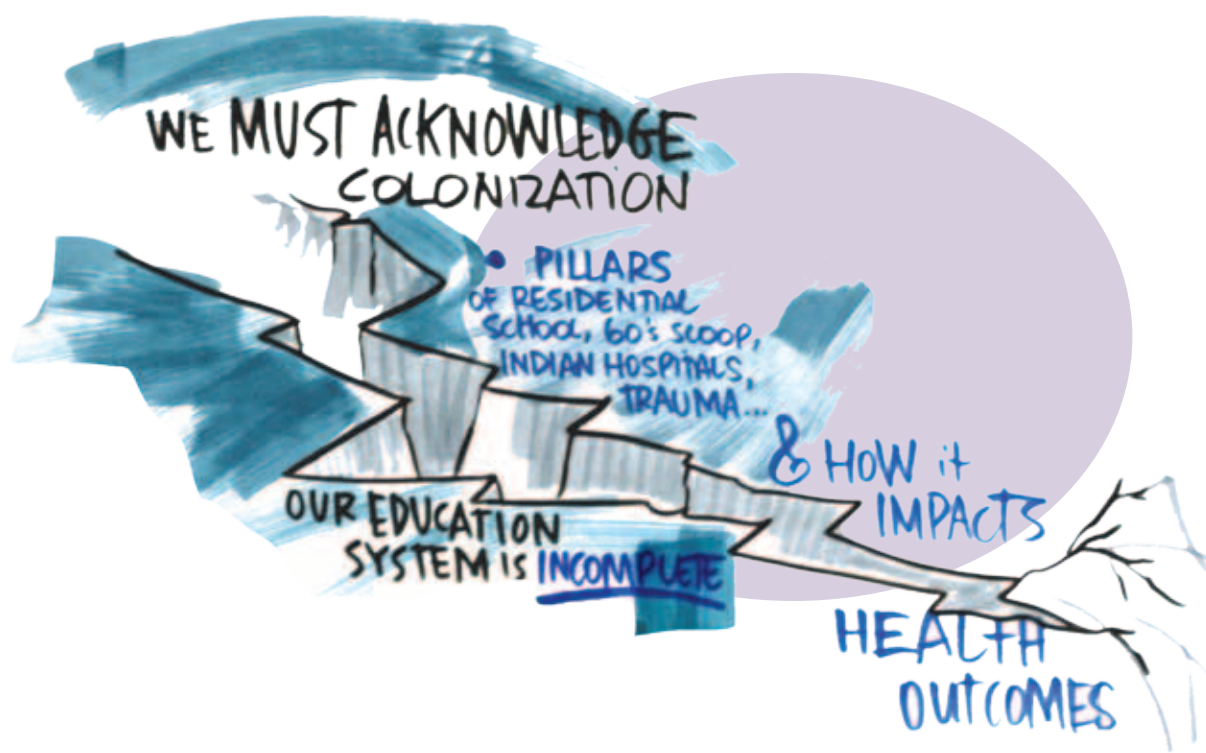 WE MUST ACKNOWLEDGE
COLONIZATION
• PILLARS
OF RESIDENTIAL
SCHOOL, 60's SCOOP,
INDIAN HOSPITALS,
TRAUMA...
& HOW it
IMPACTS
HEALTH
OUTCOMES
OUR EDUCATION
SYSTEM iS INCOMPLETE